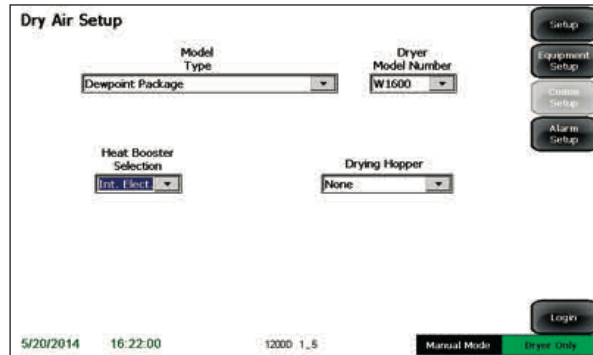 Dry Air Setup
Setup
Equipment
Setup
Comm
Setup
Alarm
Setup
Model
Type
Dewpoint Package
Dryer
Model Number
W1600
Heat Booster
Selection
Int. Elect.
Drying Hopper
None
Login
5/20/2014
16:22:00
12000 1_5
Manual Mode
Dryer Only